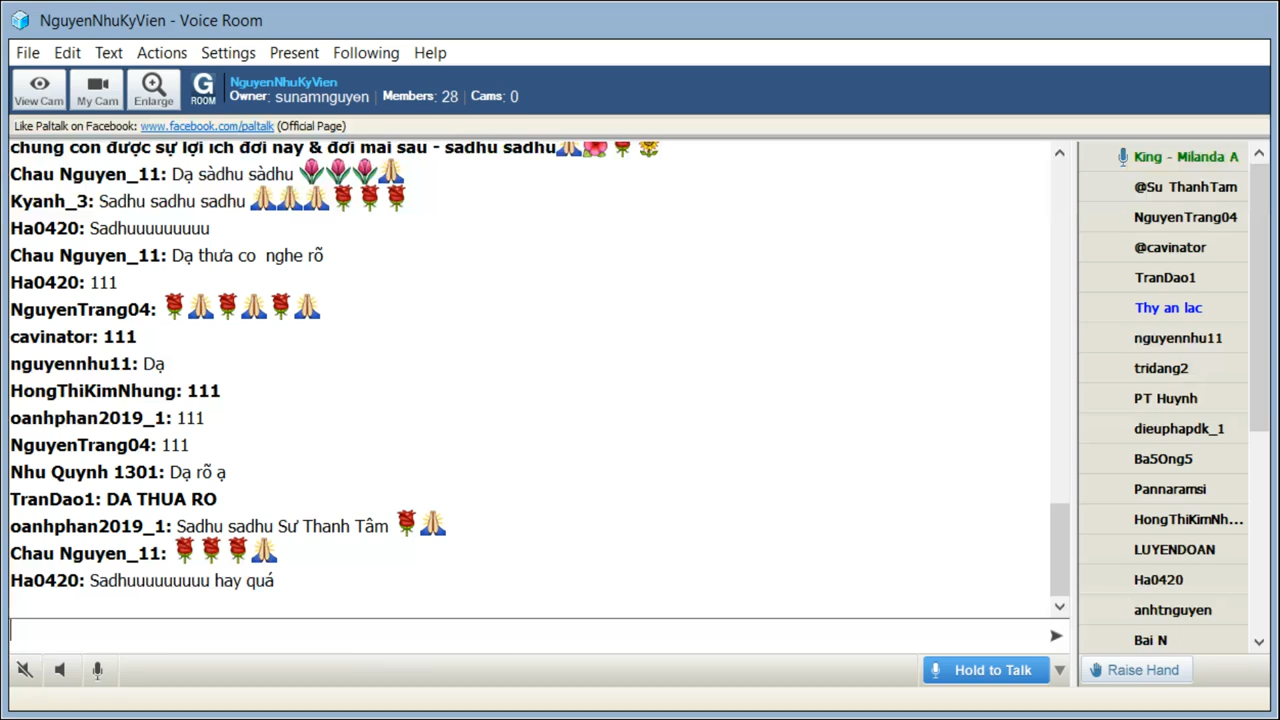 NguyenNhuKyVien - Voice Room
File Edit Text Actions Settings Present Following Help
View Cam My Cam Enlarge G ROOM
NguyenNhuKyVien
Owner: sunamnguyen | Members: 28 | Cams: 0
Like Paltalk on Facebook: www.facebook.com/paltalk (Official Page)
chúng con được sự lợi ích đời này & đời mai sau - sadhu sadhu🙏🌺🌹🌼
Chau Nguyen_11: Dạ sàdhu sàdhu 🌷🌷🌷🙏
Kyanh_3: Sadhu sadhu sadhu 🙏🙏🙏🌹🌹🌹
Ha0420: Sadhuuuuuuuuu
Chau Nguyen_11: Dạ thưa co  nghe rõ
Ha0420: 111
NguyenTrang04: 🌹🙏🌹🙏🌹🙏
cavinator: 111
nguyennhu11: Dạ
HongThiKimNhung: 111
oanhphan2019_1: 111
NguyenTrang04: 111
Nhu Quynh 1301: Dạ rõ ạ
TranDao1: DA THUA RO
oanhphan2019_1: Sadhu sadhu Sư Thanh Tâm 🌹🙏
Chau Nguyen_11: 🌹🌹🌹🙏
Ha0420: Sadhuuuuuuuuu hay quá
King - Milanda A
@Su ThanhTam
NguyenTrang04
@cavinator
TranDao1
Thy an lac
nguyennhu11
tridang2
PT Huynh
dieuphapdk_1
Ba5Ong5
Pannaramsi
HongThiKimNh...
LUYENDOAN
Ha0420
anhtnguyen
Bai N
Hold to Talk
Raise Hand